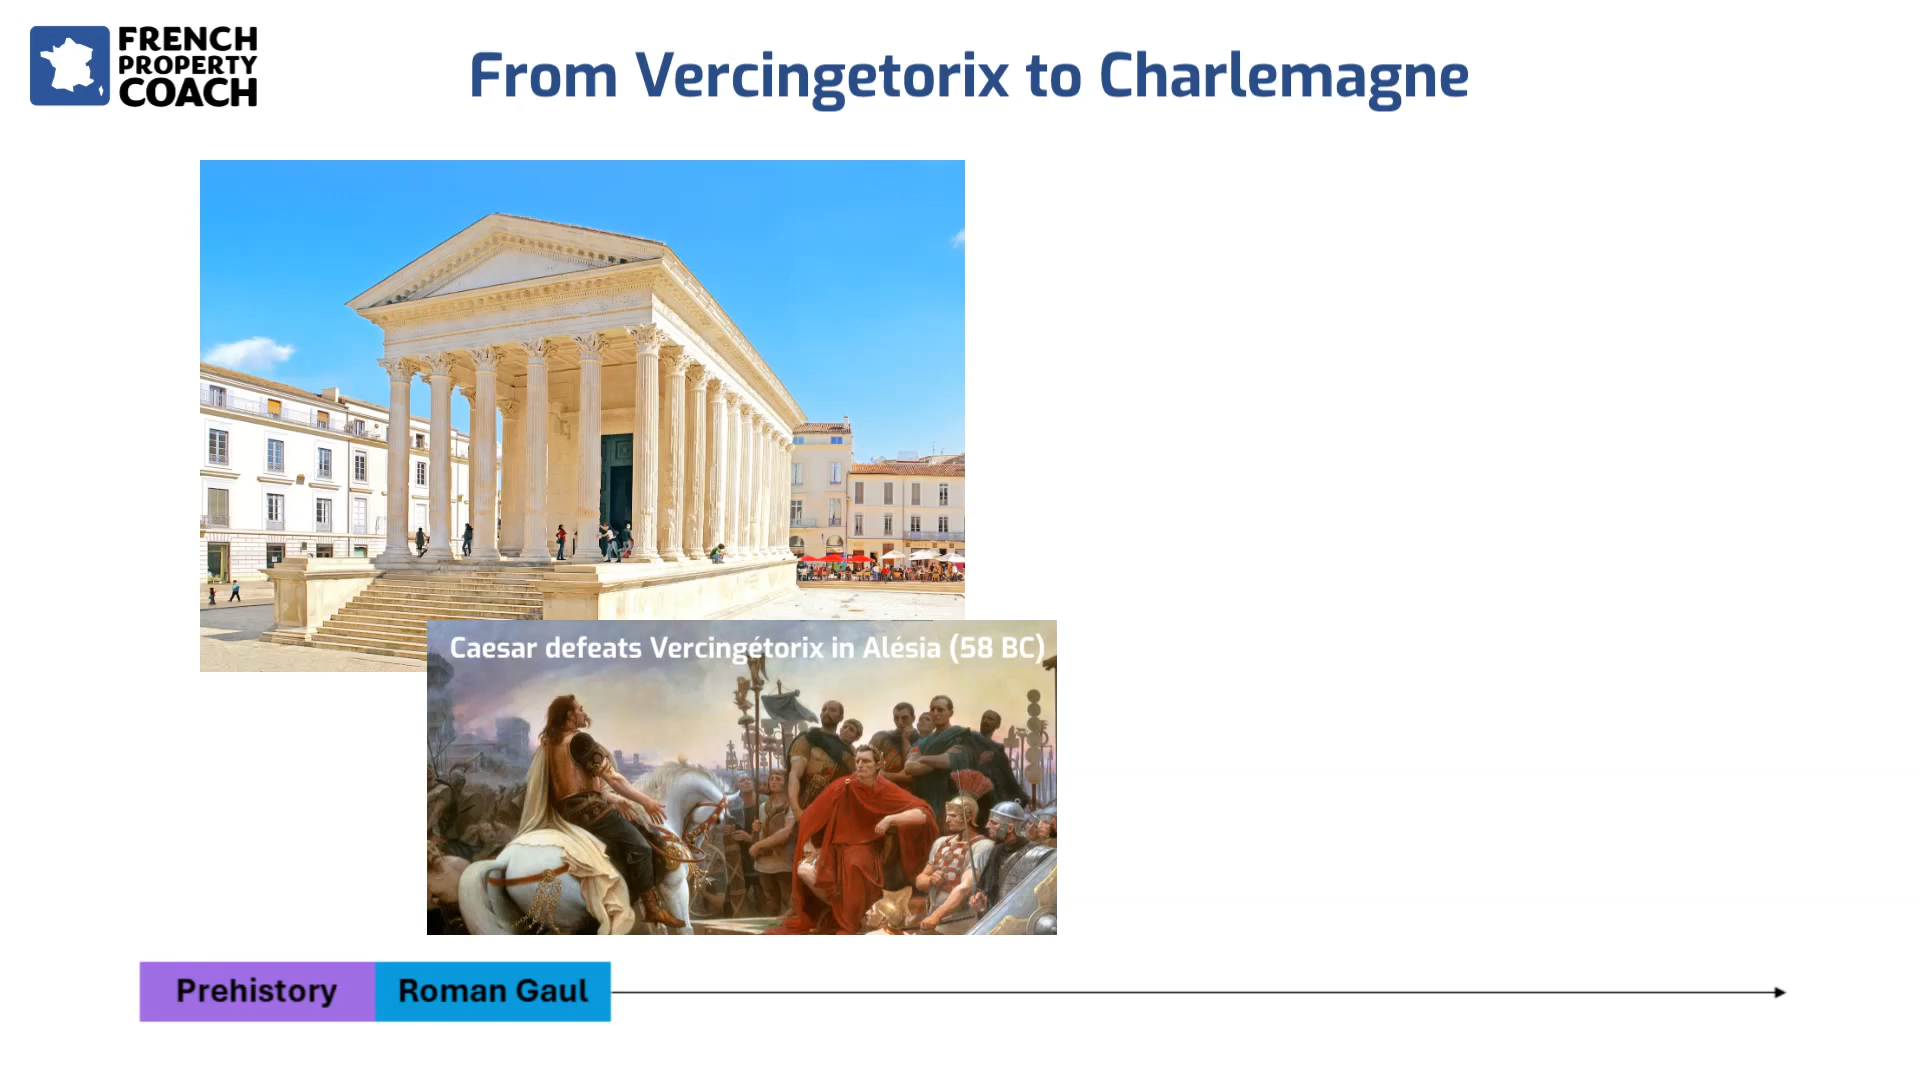 FRENCH
PROPERTY
COACH
From Vercingetorix to Charlemagne
Caesar defeats Vercingétorix in Alésia (58 BC)
Prehistory
Roman Gaul